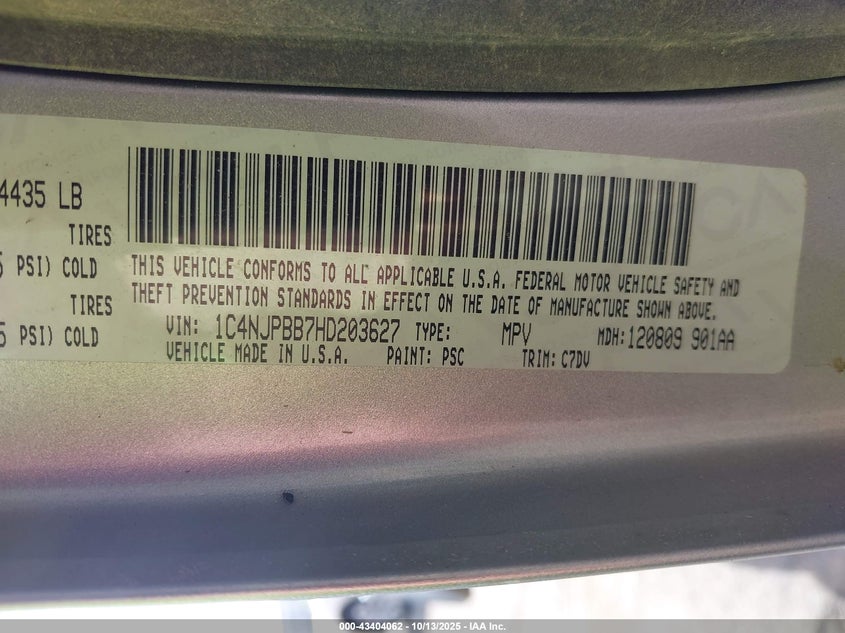 4435 LB
TIRES
PSI) COLD
TIRES
5 PSI) COLD
THIS VEHICLE CONFORMS TO ALL APPLICABLE U.S.A. FEDERAL MOTOR VEHICLE SAFETY AND
THEFT PREVENTION STANDARDS IN EFFECT ON THE DATE OF MANUFACTURE SHOWN ABOVE.
VIN: 1C4NJPBB7HD203627 TYPE: MPV MDH: 120809 901AA
VEHICLE MADE IN U.S.A. PAINT: PSC TRIM: C7DV
000-43404062 - 10/13/2025 - IAA Inc.